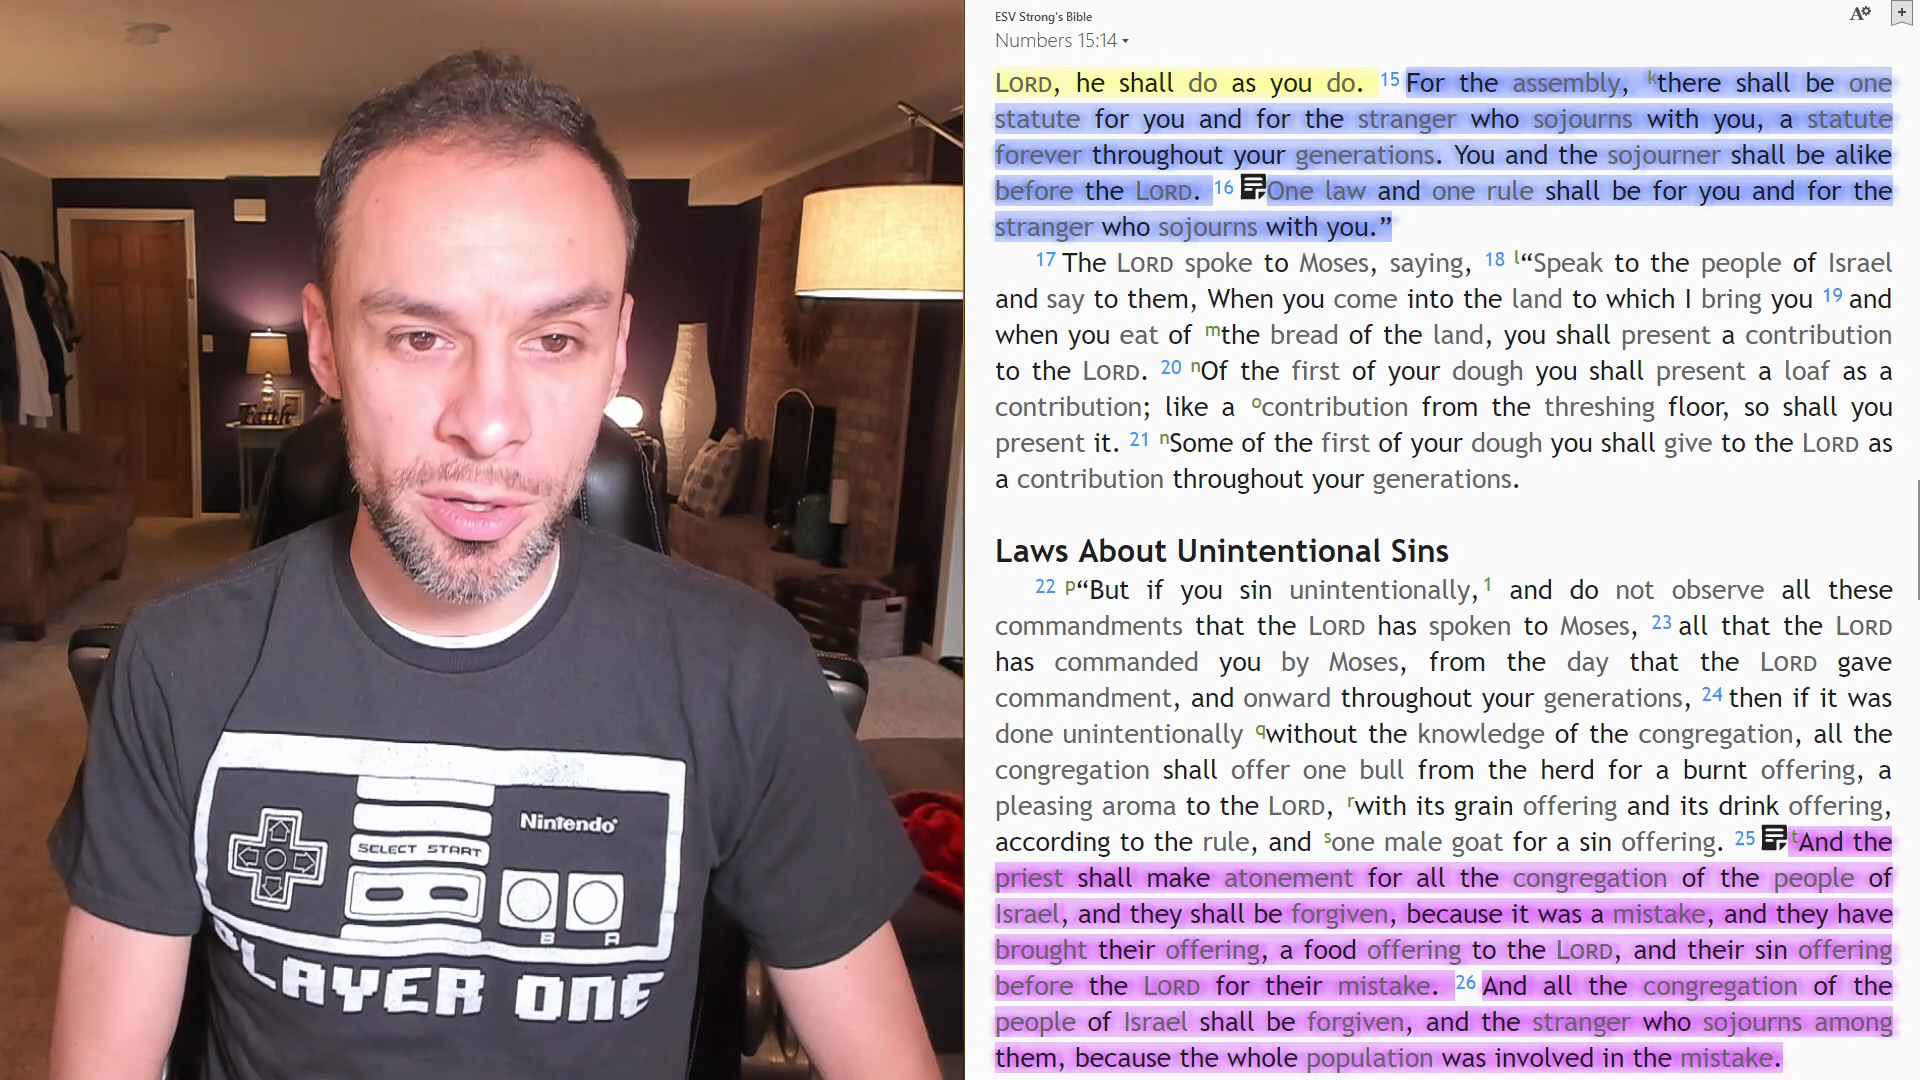 Faith
Nintendo
SELECT START
B A
PLAYER ONE
ESV Strong's Bible
Numbers 15:14
LORD, he shall do as you do. 15 For the assembly, k there shall be one
statute for you and for the stranger who sojourns with you, a statute
forever throughout your generations. You and the sojourner shall be alike
before the LORD. 16 One law and one rule shall be for you and for the
stranger who sojourns with you.”
17 The LORD spoke to Moses, saying, 18 l “Speak to the people of Israel
and say to them, When you come into the land to which I bring you 19 and
when you eat of m the bread of the land, you shall present a contribution
to the LORD. 20 n Of the first of your dough you shall present a loaf as a
contribution; like a o contribution from the threshing floor, so shall you
present it. 21 n Some of the first of your dough you shall give to the LORD as
a contribution throughout your generations.
Laws About Unintentional Sins
22 p “But if you sin unintentionally,1 and do not observe all these
commandments that the LORD has spoken to Moses, 23 all that the LORD
has commanded you by Moses, from the day that the LORD gave
commandment, and onward throughout your generations, 24 then if it was
done unintentionally q without the knowledge of the congregation, all the
congregation shall offer one bull from the herd for a burnt offering, a
pleasing aroma to the LORD, r with its grain offering and its drink offering,
according to the rule, and s one male goat for a sin offering. 25 t And the
priest shall make atonement for all the congregation of the people of
Israel, and they shall be forgiven, because it was a mistake, and they have
brought their offering, a food offering to the LORD, and their sin offering
before the LORD for their mistake. 26 And all the congregation of the
people of Israel shall be forgiven, and the stranger who sojourns among
them, because the whole population was involved in the mistake.